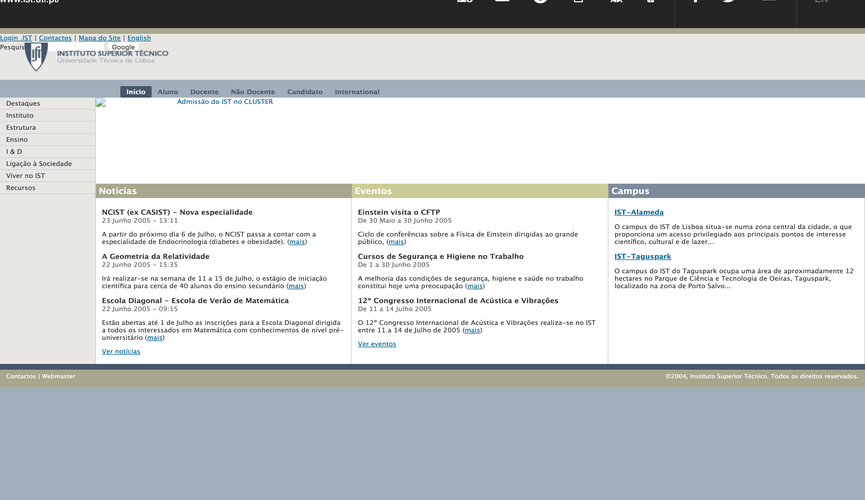 www.ist.utl.pt/
EN
Login .IST | Contactos | Mapa do Site | English
Pesquis
Google
INSTITUTO SUPERIOR TÉCNICO
Universidade Técnica de Lisboa
Início Aluno Docente Não Docente Candidato International
Destaques
Instituto
Estrutura
Ensino
I & D
Ligação à Sociedade
Viver no IST
Recursos
Admissão do IST no CLUSTER
Notícias
NCIST (ex CASIST) - Nova especialidade
23 Junho 2005 - 13:11
A partir do próximo dia 6 de Julho, o NCIST passa a contar com a
especialidade de Endocrinologia (diabetes e obesidade). (mais)
A Geometria da Relatividade
22 Junho 2005 - 15:35
Irá realizar-se na semana de 11 a 15 de Julho, o estágio de iniciação
científica para cerca de 40 alunos do ensino secundário (mais)
Escola Diagonal - Escola de Verão de Matemática
22 Junho 2005 - 09:15
Estão abertas até 1 de Julho as inscrições para a Escola Diagonal dirigida
a todos os interessados em Matemática com conhecimentos de nível pré-
universitário (mais)
Ver notícias
Eventos
Einstein visita o CFTP
De 30 Maio a 30 Junho 2005
Ciclo de conferências sobre a Física de Einstein dirigidas ao grande
público, (mais)
Cursos de Segurança e Higiene no Trabalho
De 1 a 30 Junho 2005
A melhoria das condições de segurança, higiene e saúde no trabalho
constitui hoje uma preocupação (mais)
12º Congresso Internacional de Acústica e Vibrações
De 11 a 14 Julho 2005
O 12º Congresso Internacional de Acústica e Vibrações realiza-se no IST
entre 11 a 14 de Julho de 2005 (mais)
Ver eventos
Campus
IST-Alameda
O campus do IST de Lisboa situa-se numa zona central da cidade, o que
proporciona um acesso privilegiado aos principais pontos de interesse
científico, cultural e de lazer...
IST-Taguspark
O campus do IST do Taguspark ocupa uma área de aproximadamente 12
hectares no Parque de Ciência e Tecnologia de Oeiras, Taguspark,
localizado na zona de Porto Salvo...
Contactos | Webmaster
©2004, Instituto Superior Técnico. Todos os direitos reservados.